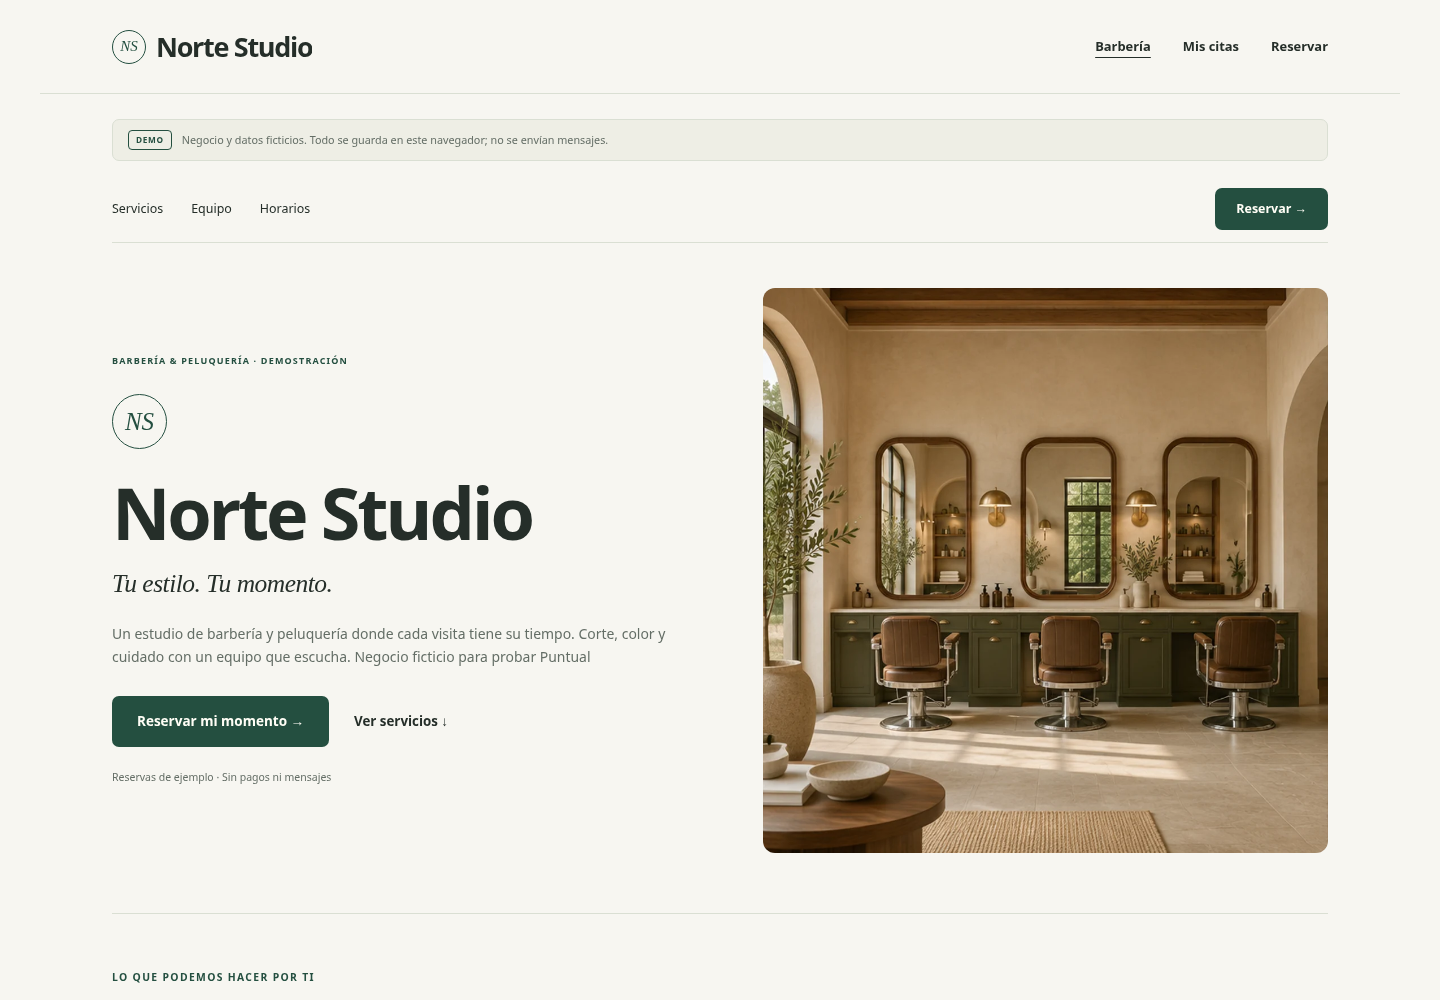 NS Norte Studio
Barbería Mis citas Reservar
DEMO Negocio y datos ficticios. Todo se guarda en este navegador; no se envían mensajes.
Servicios Equipo Horarios
Reservar →
BARBERÍA & PELUQUERÍA · DEMOSTRACIÓN
NS
Norte Studio
Tu estilo. Tu momento.
Un estudio de barbería y peluquería donde cada visita tiene su tiempo. Corte, color y
cuidado con un equipo que escucha. Negocio ficticio para probar Puntual
Reservar mi momento →
Ver servicios ↓
Reservas de ejemplo · Sin pagos ni mensajes
LO QUE PODEMOS HACER POR TI